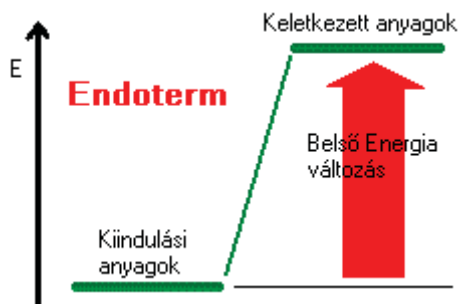 Keletkezett anyagok
E
Endoterm
Belső Energia
változás
Kiindulási
anyagok